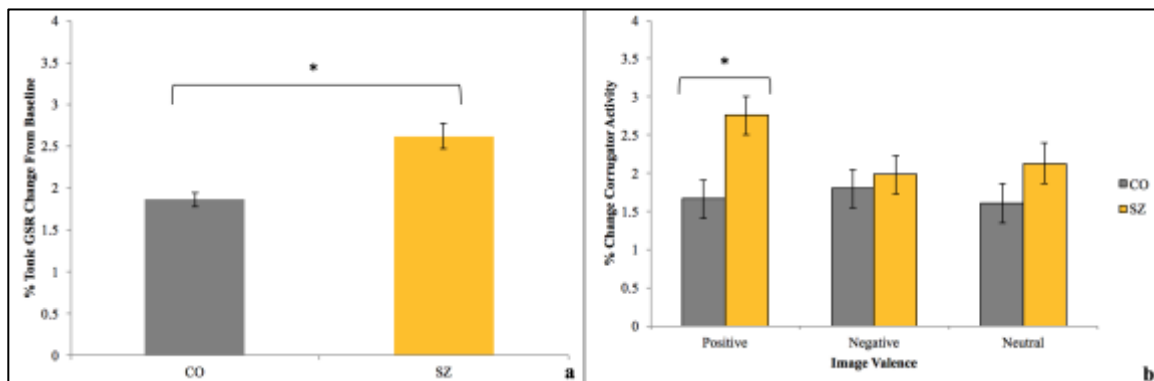 % Tonic GSR Change From Baseline
4
3.5
3
2.5
2
1.5
1
0.5
0
*
CO
SZ
a
% Change Corrugator Activity
4
3.5
3
2.5
2
1.5
1
0.5
0
*
Positive
Negative
Neutral
Image Valence
CO
SZ
b